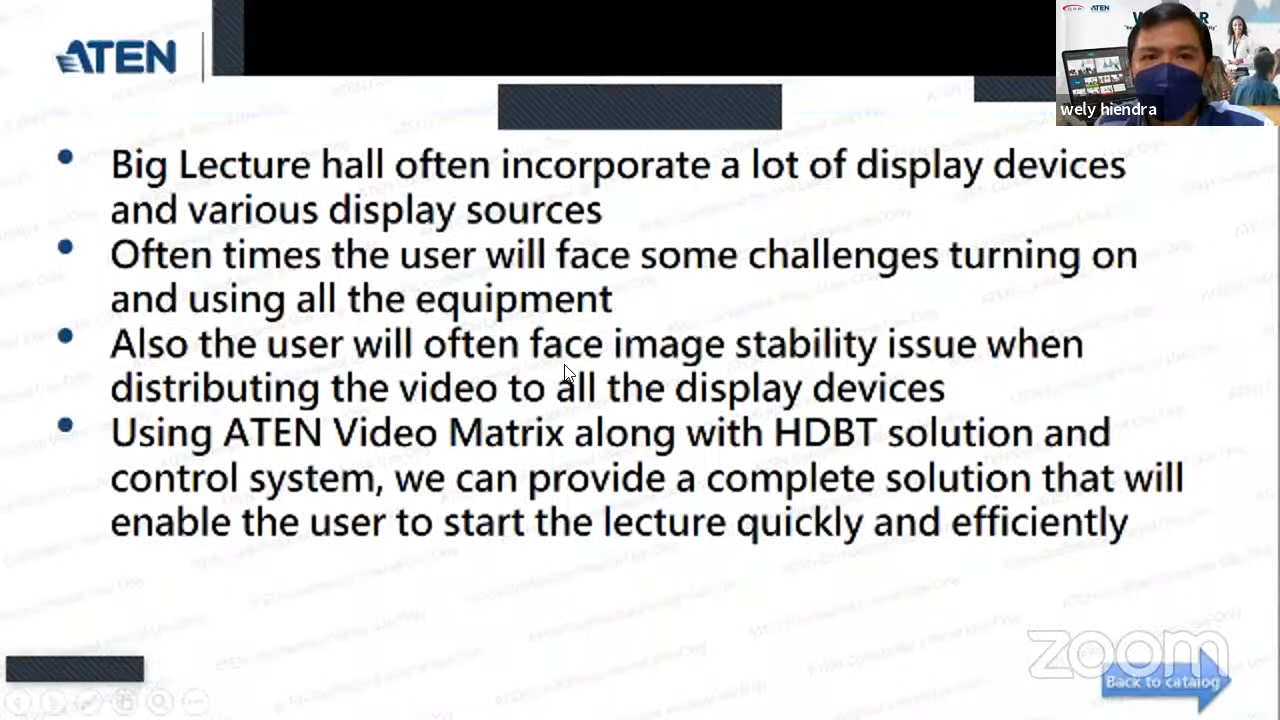 ATEN
wely hiendra
Big Lecture hall often incorporate a lot of display devices
and various display sources
Often times the user will face some challenges turning on
and using all the equipment
Also the user will often face image stability issue when
distributing the video to all the display devices
Using ATEN Video Matrix along with HDBT solution and
control system, we can provide a complete solution that will
enable the user to start the lecture quickly and efficiently
zoom
Back to catalog